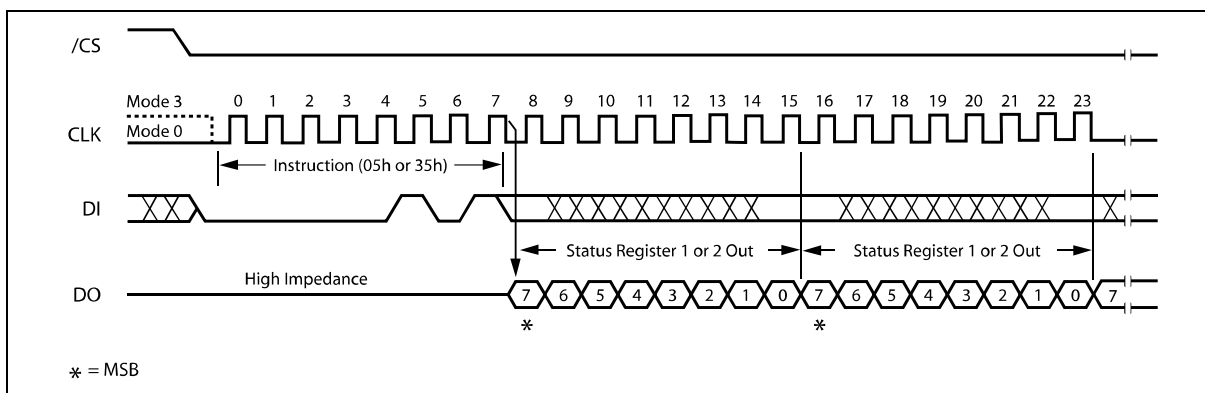 /CS
Mode 3 0 1 2 3 4 5 6 7 8 9 10 11 12 13 14 15 16 17 18 19 20 21 22 23
CLK Mode 0
Instruction (05h or 35h)
DI
Status Register 1 or 2 Out Status Register 1 or 2 Out
High Impedance
DO 7 6 5 4 3 2 1 0 7 6 5 4 3 2 1 0 7
* *
* = MSB